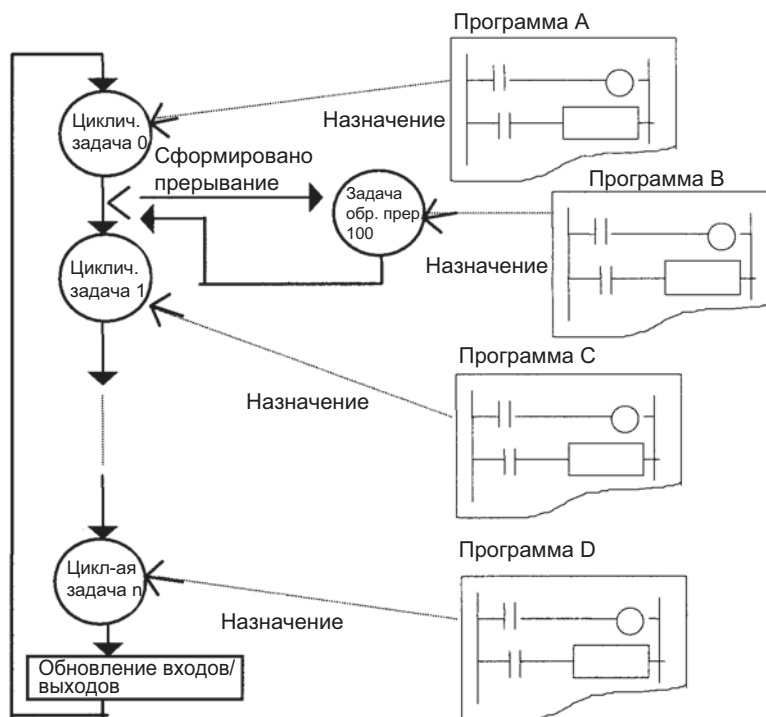 Программа A
Циклич.
задача 0
Назначение
Сформировано
прерывание
Задача
обр. прер.
100
Программа B
Назначение
Циклич.
задача 1
Программа C
Назначение
Цикл-ая
задача n
Программа D
Назначение
Обновление входов/
выходов